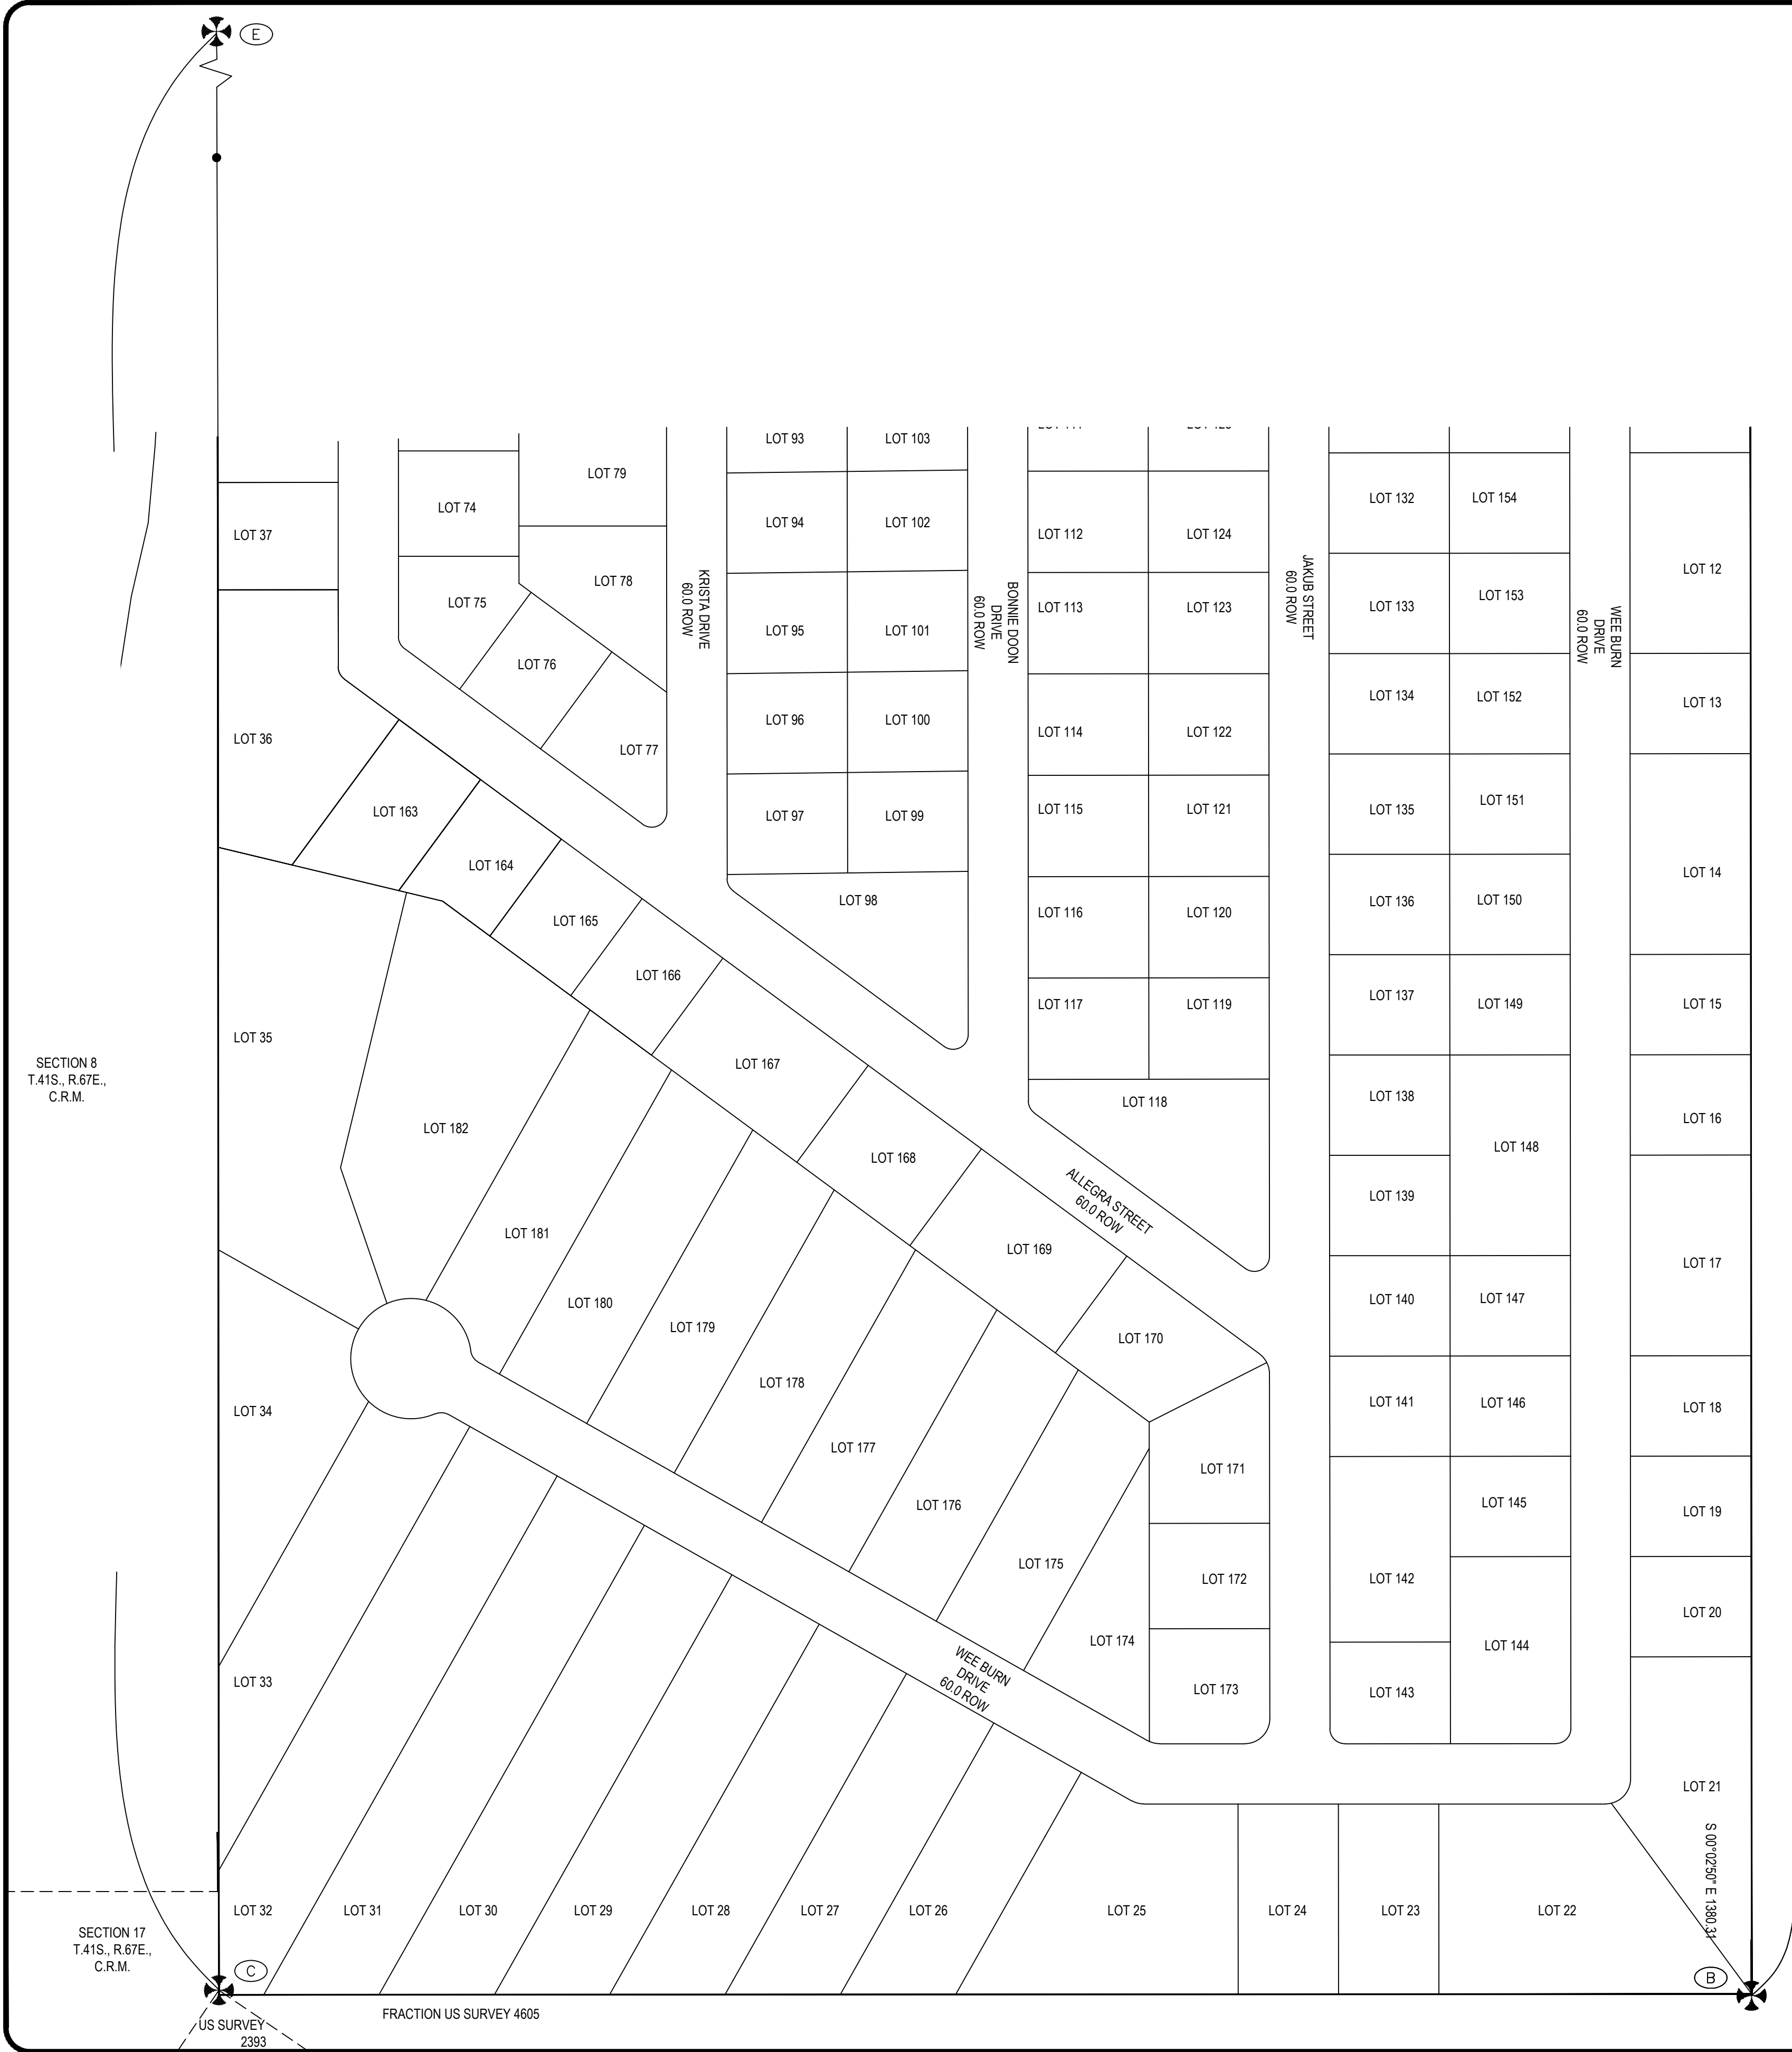 E
LOT 93
LOT 103
LOT 79
LOT 74
LOT 37
LOT 94
LOT 102
LOT 112
LOT 124
LOT 132
LOT 154
LOT 12
LOT 78
LOT 75
LOT 76
LOT 77
KRISTA DRIVE
60.0 ROW
LOT 95
LOT 101
BONNIE DOON
DRIVE
60.0 ROW
LOT 113
LOT 123
JAKUB STREET
60.0 ROW
LOT 133
LOT 153
WEE BURN
DRIVE
60.0 ROW
LOT 13
LOT 36
LOT 96
LOT 100
LOT 114
LOT 122
LOT 134
LOT 152
LOT 163
LOT 97
LOT 99
LOT 115
LOT 121
LOT 135
LOT 151
LOT 14
LOT 164
LOT 165
LOT 98
LOT 116
LOT 120
LOT 136
LOT 150
LOT 166
LOT 117
LOT 119
LOT 137
LOT 149
LOT 15
LOT 35
SECTION 8
T.41S., R.67E.,
C.R.M.
LOT 167
LOT 118
LOT 138
LOT 16
LOT 182
LOT 168
LOT 148
ALLEGRA STREET
60.0 ROW
LOT 139
LOT 181
LOT 169
LOT 17
LOT 180
LOT 179
LOT 170
LOT 140
LOT 147
LOT 178
LOT 34
LOT 141
LOT 146
LOT 18
LOT 177
LOT 171
LOT 176
LOT 145
LOT 19
LOT 175
LOT 172
LOT 142
LOT 20
LOT 174
LOT 144
LOT 33
WEE BURN
DRIVE
60.0 ROW
LOT 173
LOT 143
LOT 21
S 00°02'50" E 1380.31
LOT 32
LOT 31
LOT 30
LOT 29
LOT 28
LOT 27
LOT 26
LOT 25
LOT 24
LOT 23
LOT 22
SECTION 17
T.41S., R.67E.,
C.R.M.
C
B
FRACTION US SURVEY 4605
US SURVEY
2393